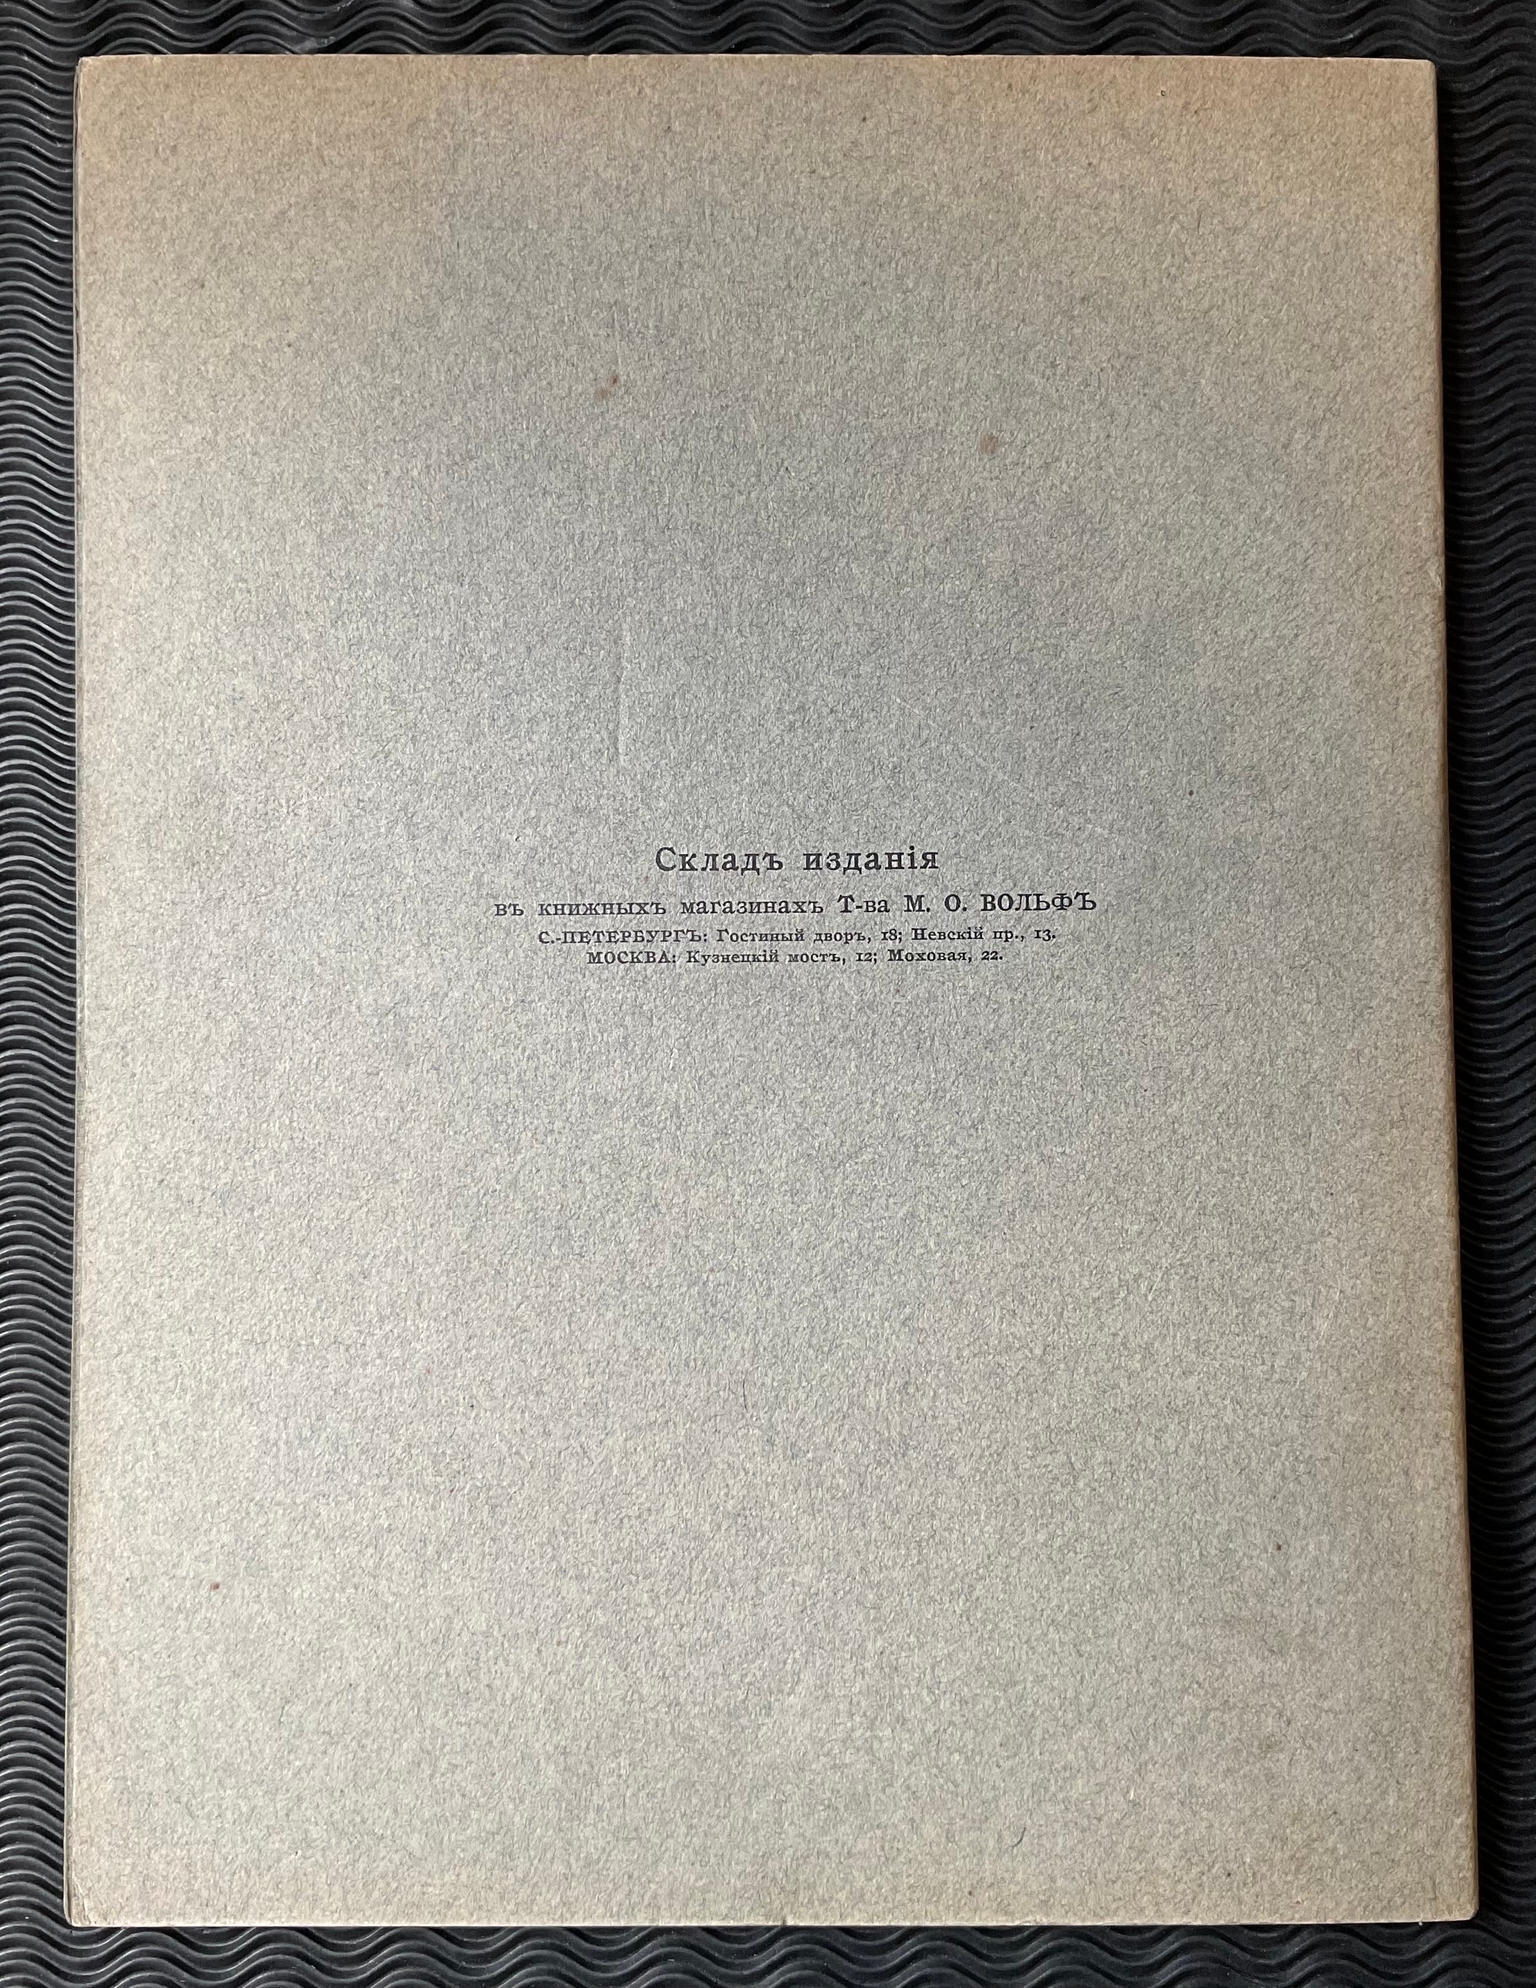 Складъ изданія
въ книжныхъ магазинахъ Т-ва М. О. ВОЛЬФЪ
С.-ПЕТЕРБУРГЪ: Гостиный дворъ, 18; Невскій пр., 13.
МОСКВА: Кузнецкій мостъ, 12; Моховая, 22.